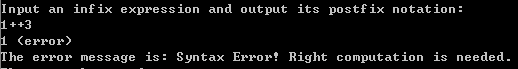 Input an infix expression and output its postfix notation:
1++3
1 (error)
The error message is: Syntax Error! Right computation is needed.